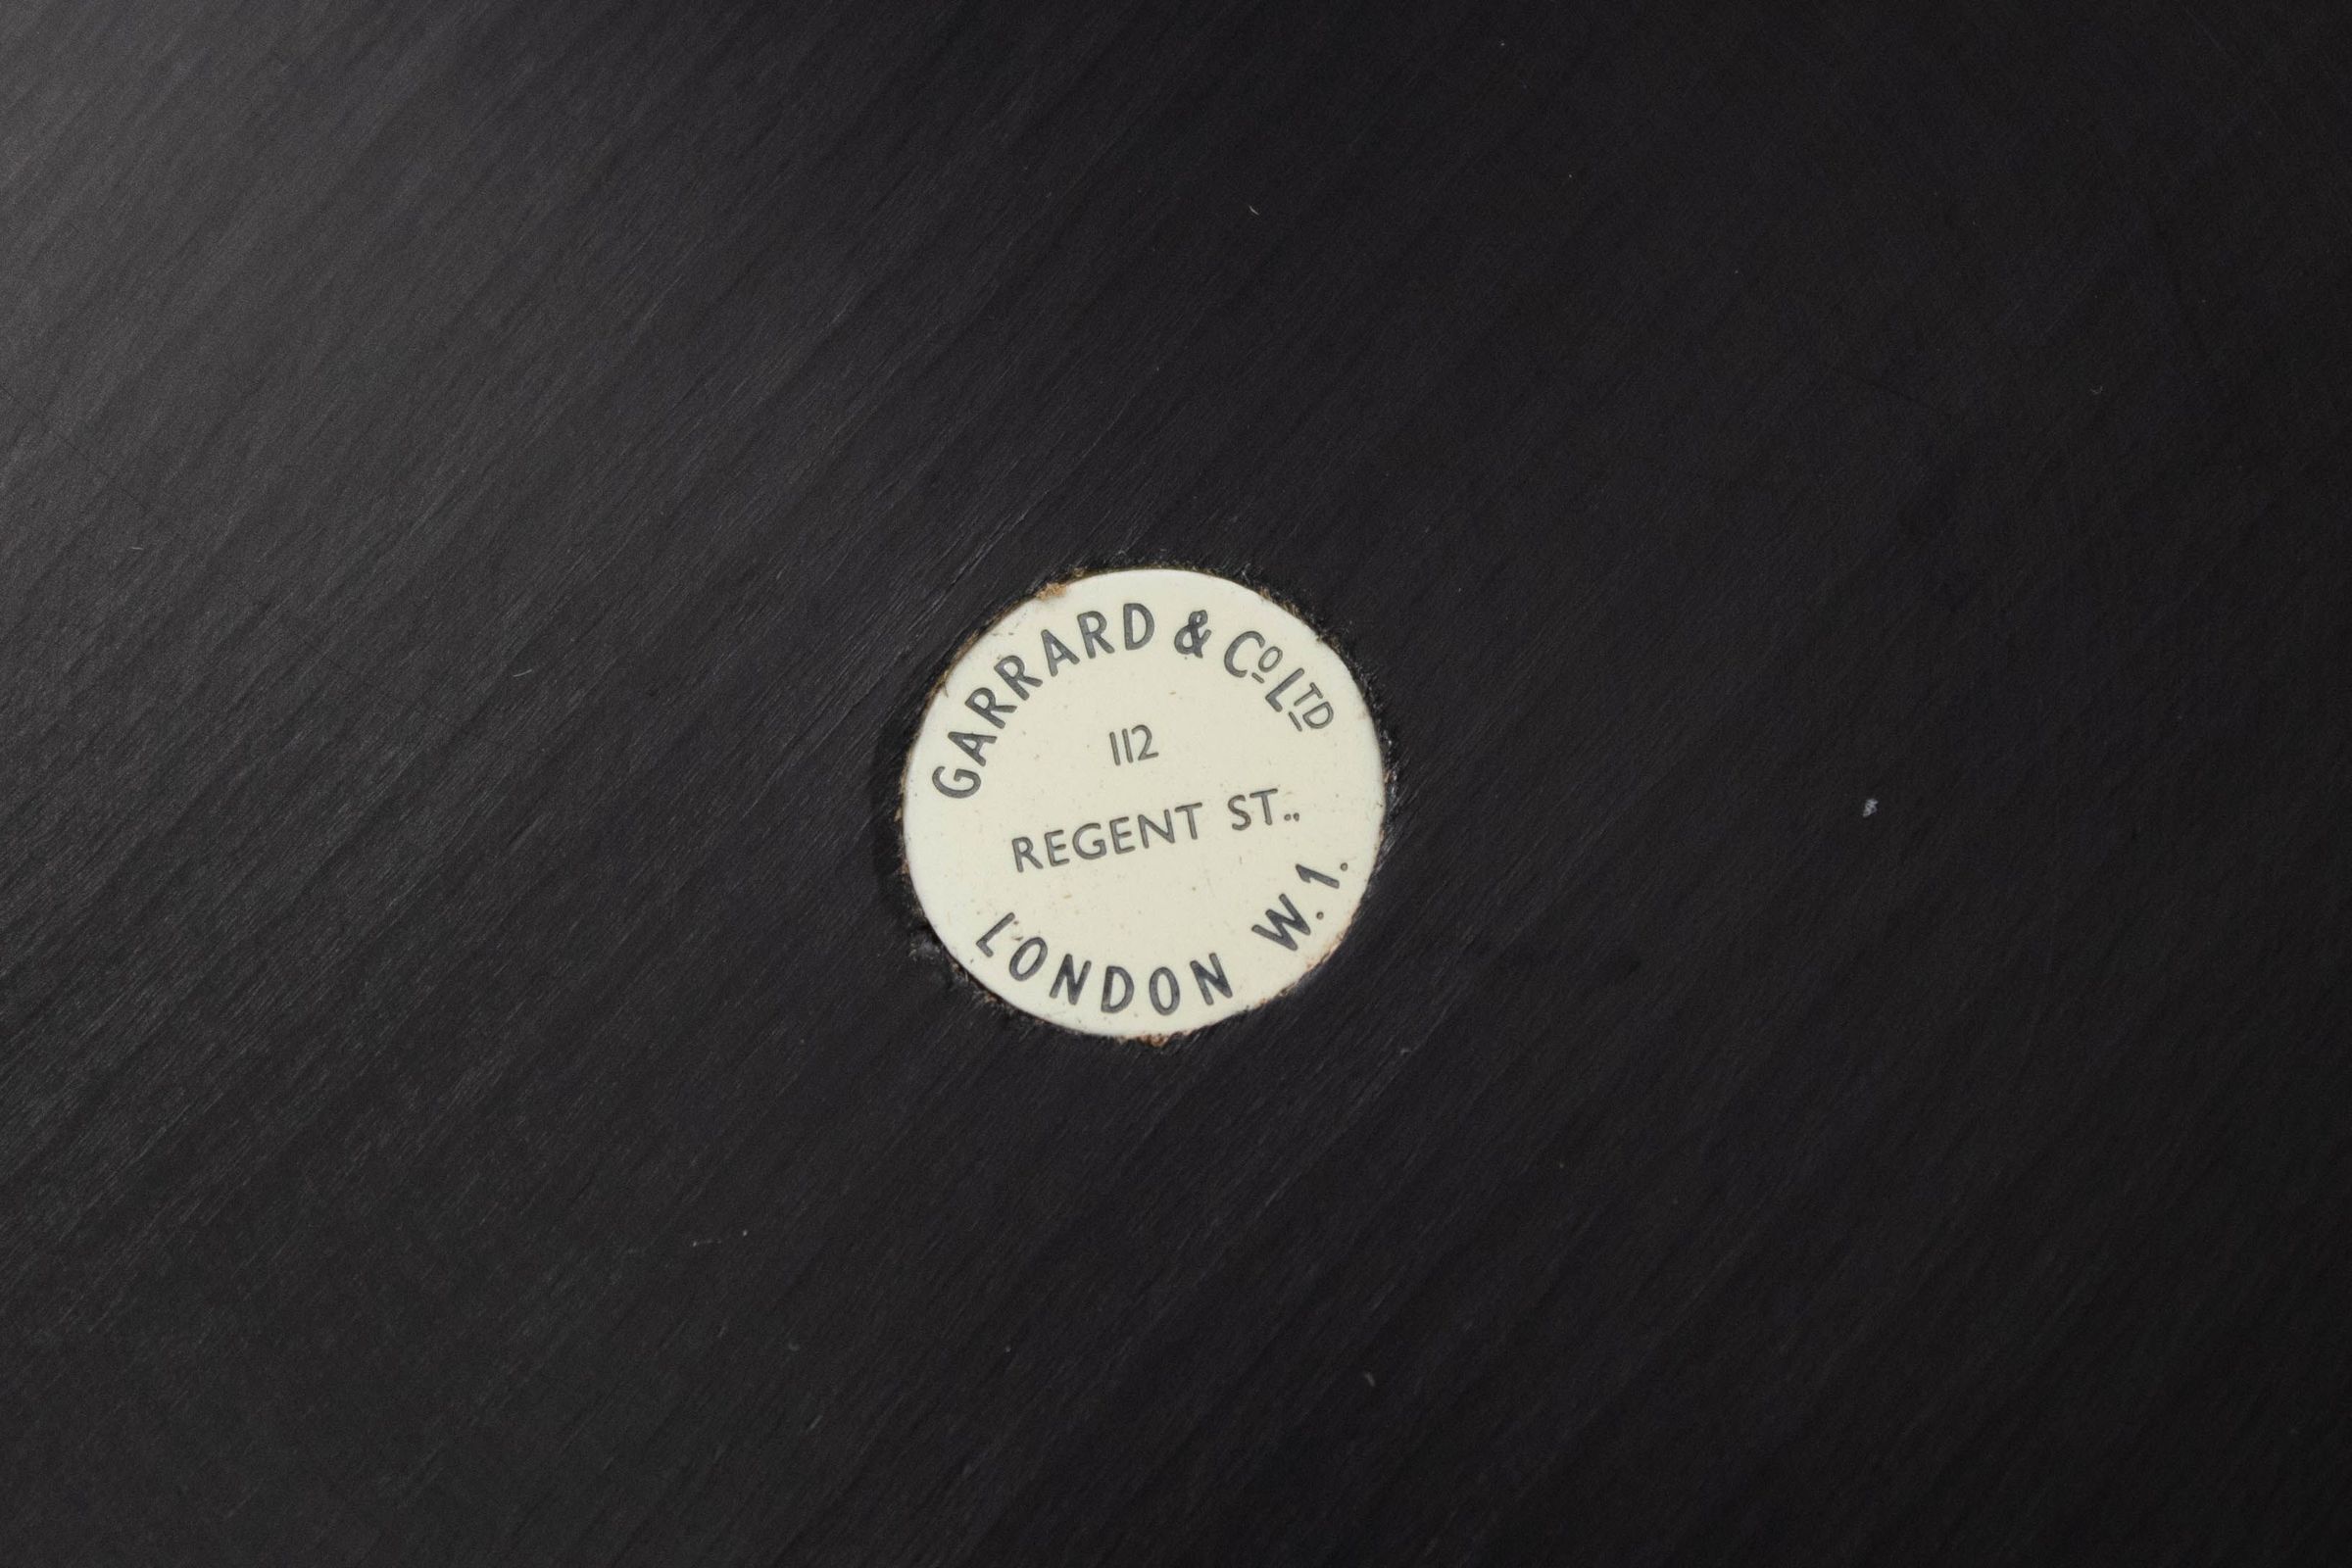 GARRARD & Co LTD
112
REGENT ST.,
LONDON W.1.